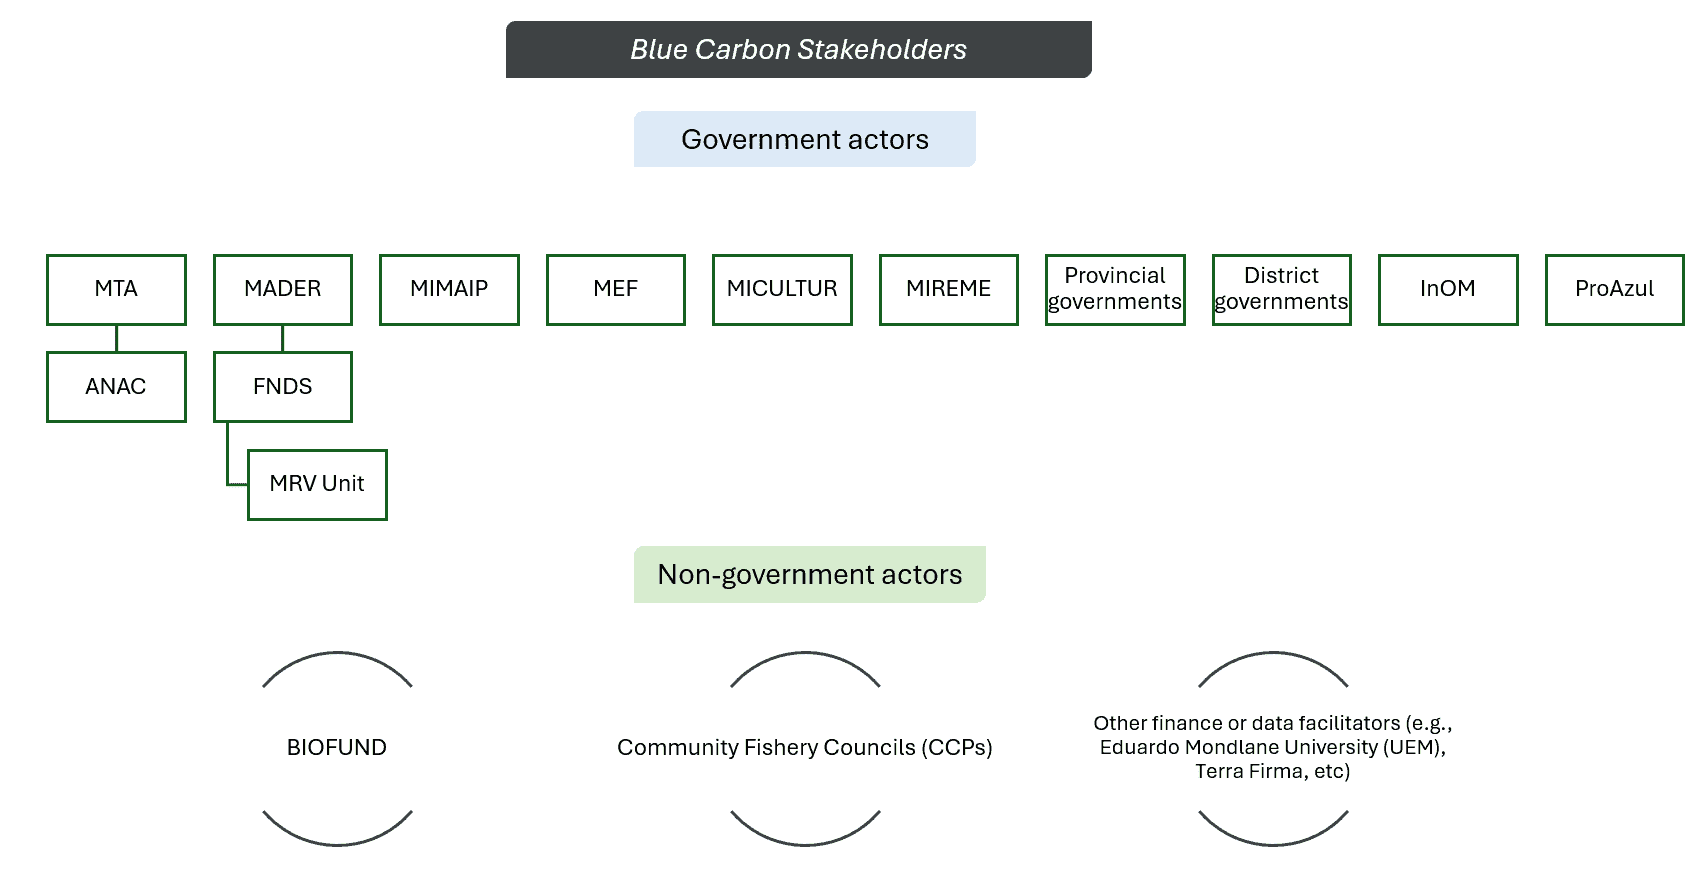 Blue Carbon Stakeholders
Government actors
MTA
MADER
MIMAIP
MEF
MICULTUR
MIREME
Provincial
governments
District
governments
InOM
ProAzul
ANAC
FNDS
MRV Unit
Non-government actors
BIOFUND
Community Fishery Councils (CCPs)
Other finance or data facilitators (e.g.,
Eduardo Mondlane University (UEM),
Terra Firma, etc)